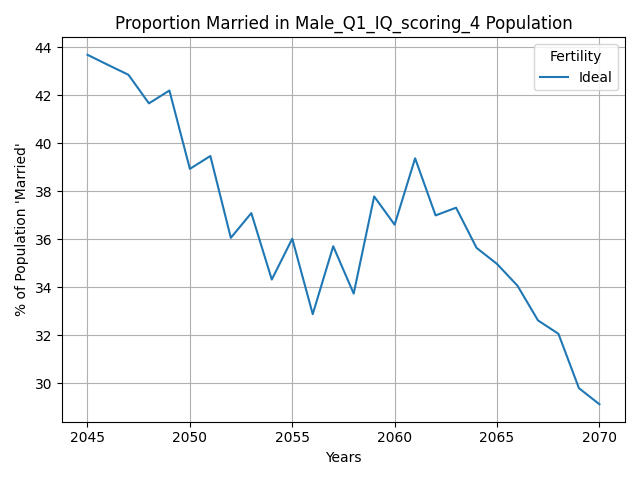 Proportion Married in Male_Q1_IQ_scoring_4 Population
Fertility
Ideal
% of Population 'Married'
44
42
40
38
36
34
32
30
2045
2050
2055
2060
2065
2070
Years